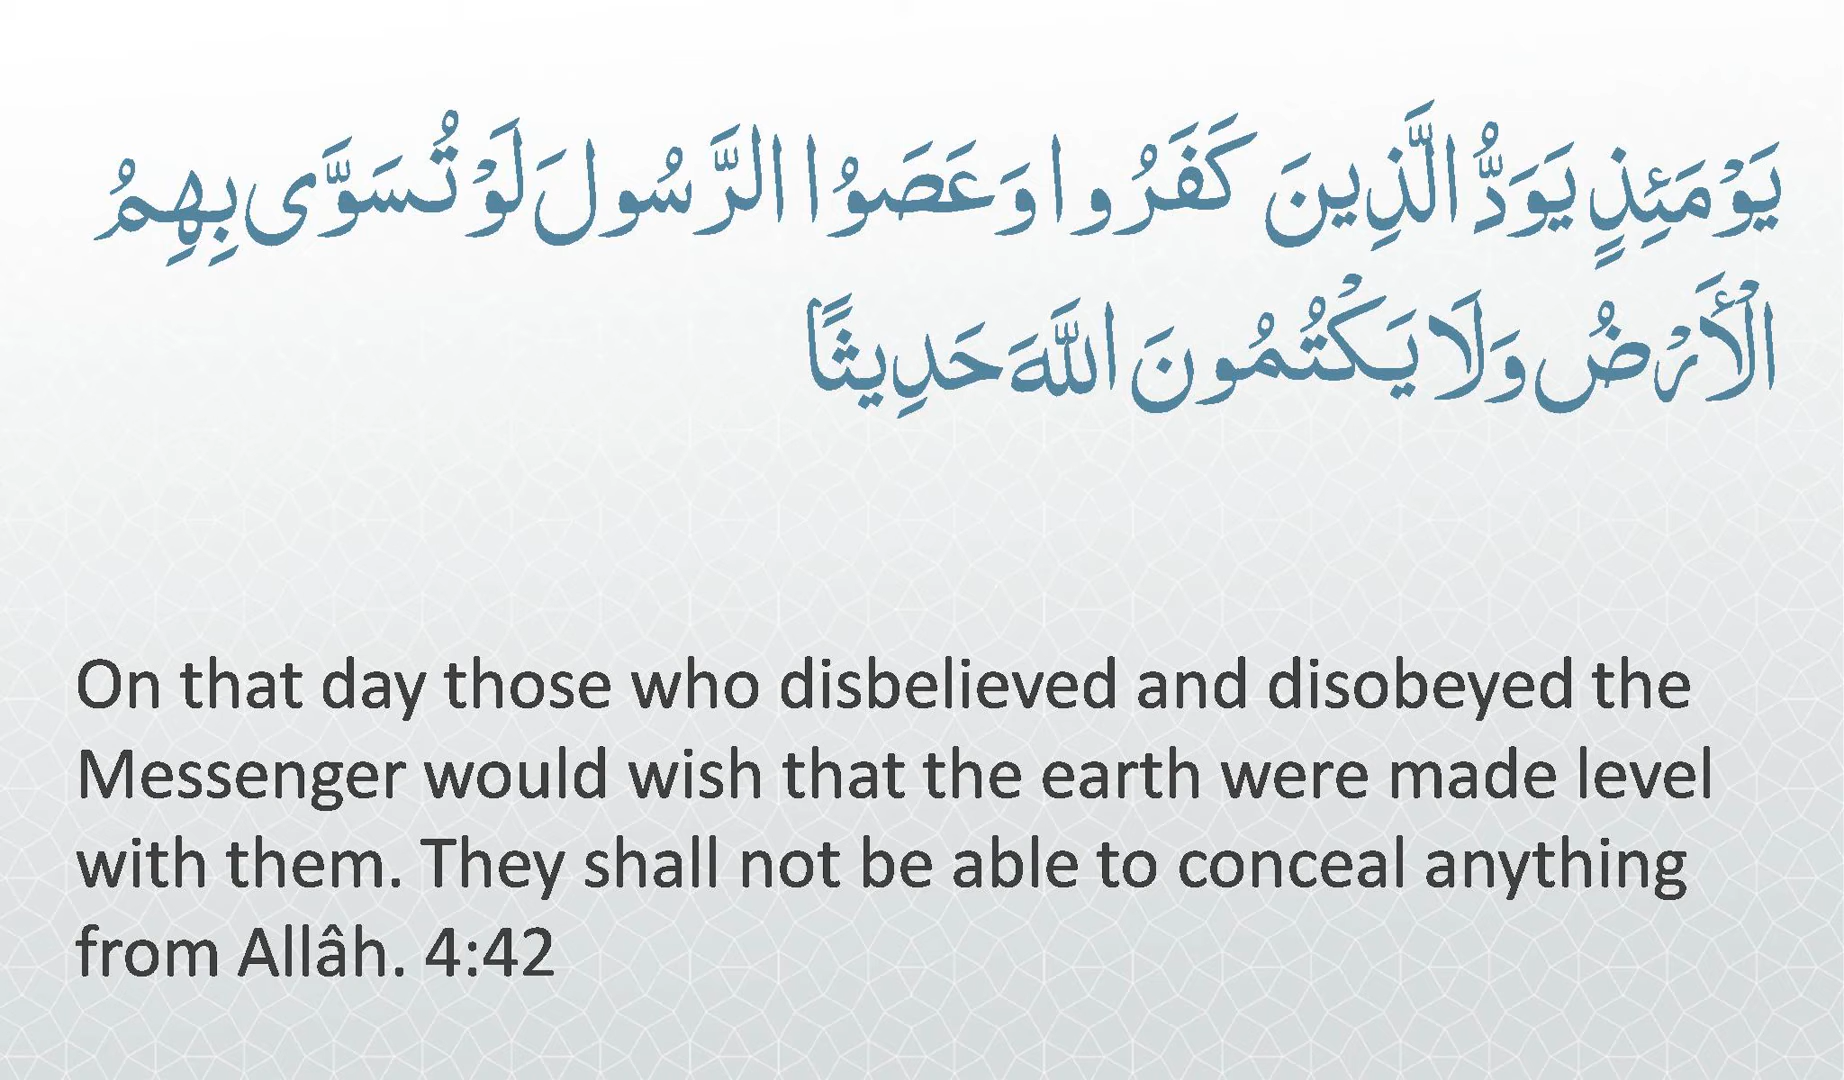 يَوْمَئِذٍ يَوَدُّ الَّذِينَ كَفَرُوا وَعَصَوُا الرَّسُولَ لَوْ تُسَوَّى بِهِمُ
الْأَرْضُ وَلَا يَكْتُمُونَ اللَّهَ حَدِيثًا
On that day those who disbelieved and disobeyed the
Messenger would wish that the earth were made level
with them. They shall not be able to conceal anything
from Allâh. 4:42